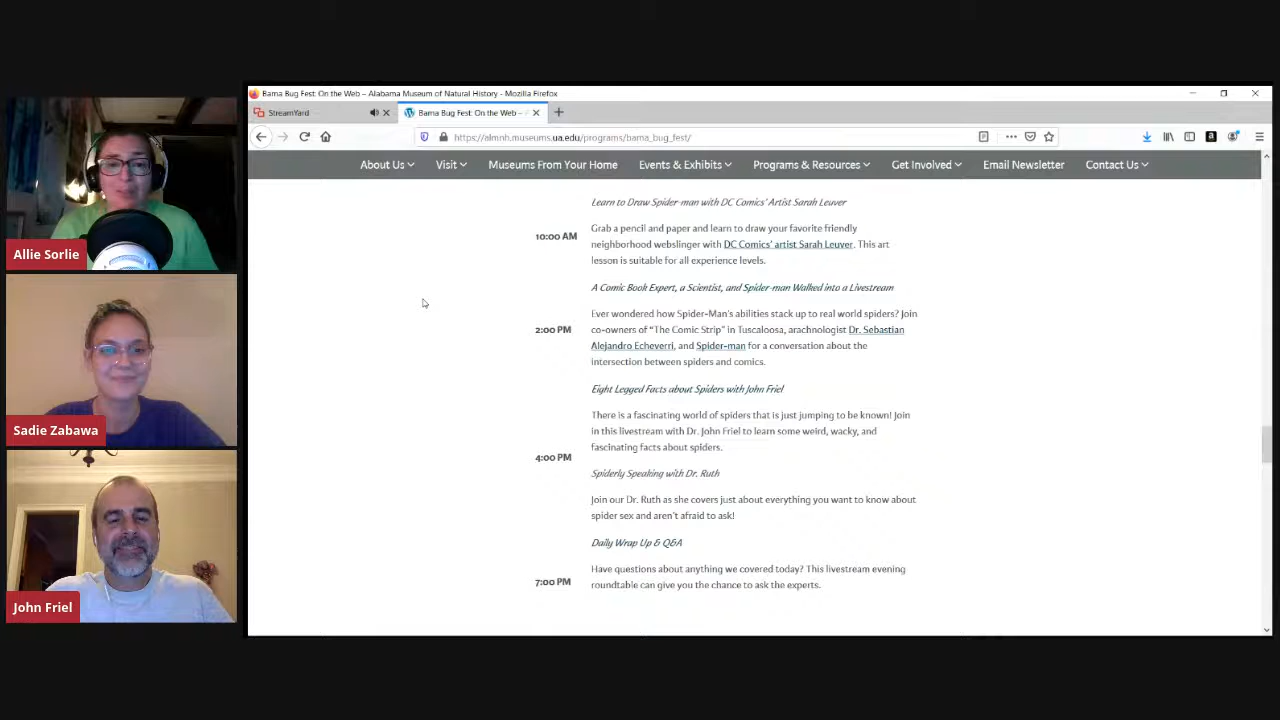 Allie Sorlie
Sadie Zabawa
John Friel
Bama Bug Fest: On the Web – Alabama Museum of Natural History - Mozilla Firefox
StreamYard
Bama Bug Fest: On the Web –
https://almnh.museums.ua.edu/programs/bama_bug_fest/
About Us Visit Museums From Your Home Events & Exhibits Programs & Resources Get Involved Email Newsletter Contact Us
Learn to Draw Spider-man with DC Comics' Artist Sarah Leuver
10:00 AM
Grab a pencil and paper and learn to draw your favorite friendly
neighborhood webslinger with DC Comics' artist Sarah Leuver. This art
lesson is suitable for all experience levels.
A Comic Book Expert, a Scientist, and Spider-man Walked into a Livestream
2:00 PM
Ever wondered how Spider-Man's abilities stack up to real world spiders? Join
co-owners of "The Comic Strip" in Tuscaloosa, arachnologist Dr. Sebastian
Alejandro Echeverri, and Spider-man for a conversation about the
intersection between spiders and comics.
Eight Legged Facts about Spiders with John Friel
There is a fascinating world of spiders that is just jumping to be known! Join
in this livestream with Dr. John Friel to learn some weird, wacky, and
fascinating facts about spiders.
4:00 PM
Spiderly Speaking with Dr. Ruth
Join our Dr. Ruth as she covers just about everything you want to know about
spider sex and aren't afraid to ask!
Daily Wrap Up & Q&A
7:00 PM
Have questions about anything we covered today? This livestream evening
roundtable can give you the chance to ask the experts.